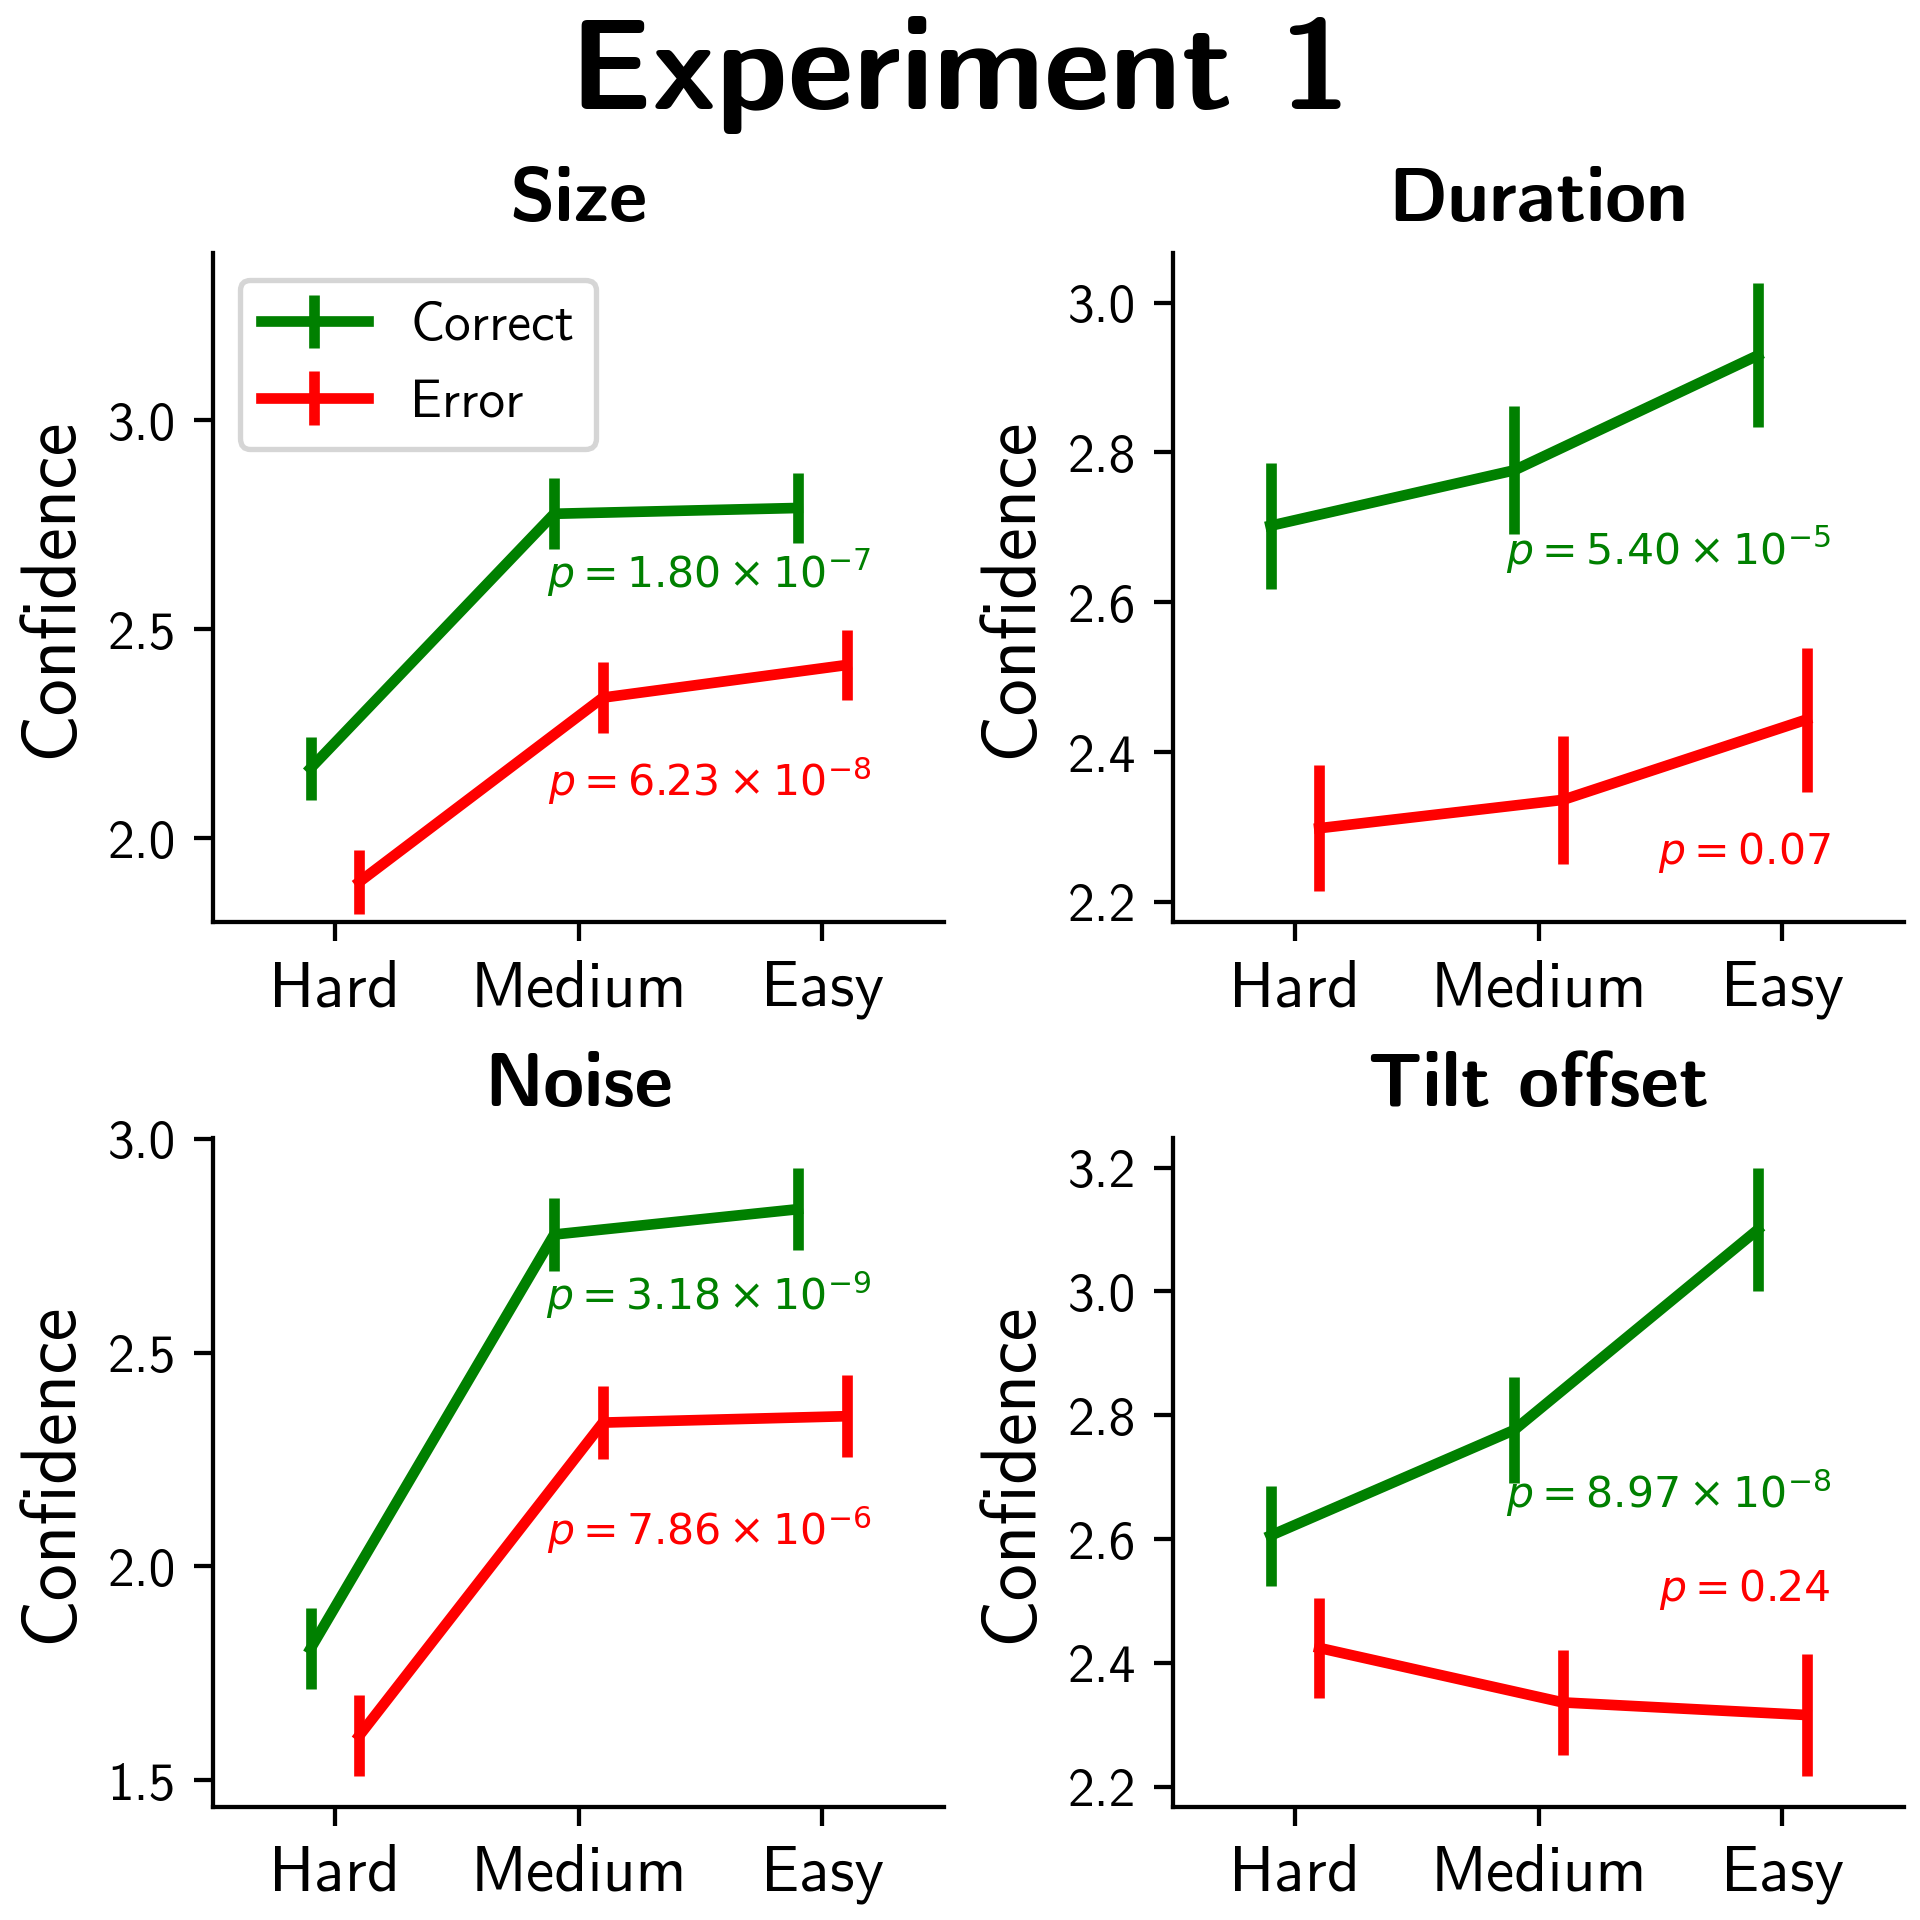 Experiment 1
Size
Correct
Error
3.0
2.5
2.0
Confidence
p = 1.80 × 10⁻⁷
p = 6.23 × 10⁻⁸
Hard Medium Easy
Duration
3.0
2.8
2.6
2.4
2.2
Confidence
p = 5.40 × 10⁻⁵
p = 0.07
Hard Medium Easy
Noise
3.0
2.5
2.0
1.5
Confidence
p = 3.18 × 10⁻⁹
p = 7.86 × 10⁻⁶
Hard Medium Easy
Tilt offset
3.2
3.0
2.8
2.6
2.4
2.2
Confidence
p = 8.97 × 10⁻⁸
p = 0.24
Hard Medium Easy